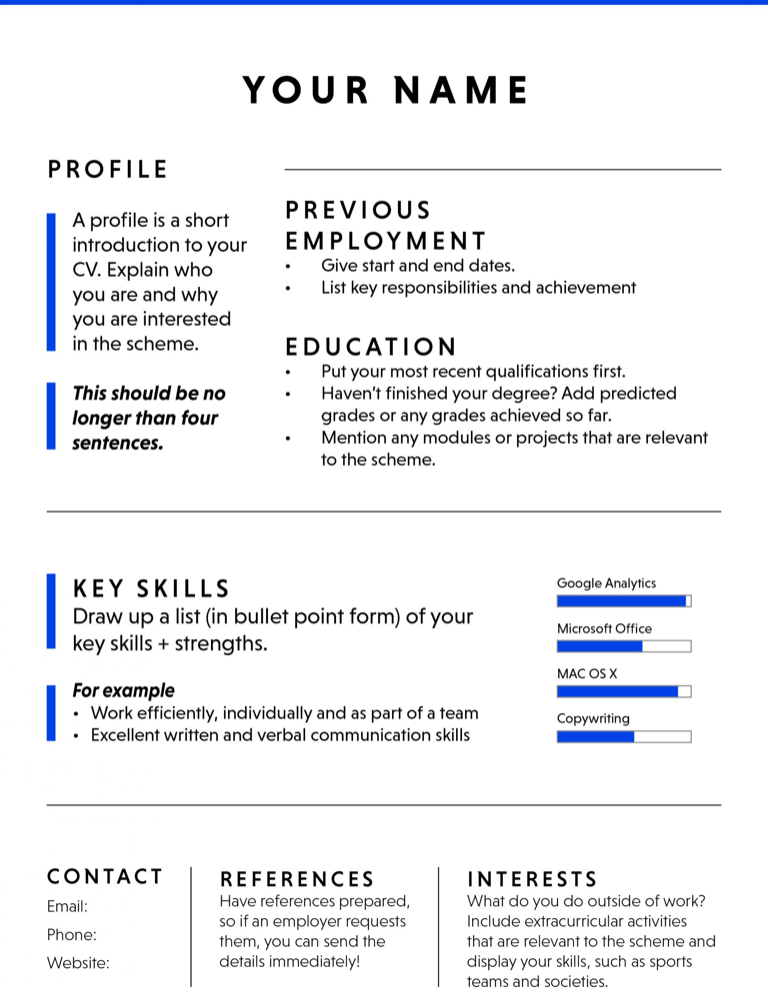 YOUR NAME
PROFILE
A profile is a short
introduction to your
CV. Explain who
you are and why
you are interested
in the scheme.
This should be no
longer than four
sentences.
PREVIOUS
EMPLOYMENT
• Give start and end dates.
• List key responsibilities and achievement
EDUCATION
• Put your most recent qualifications first.
• Haven't finished your degree? Add predicted
grades or any grades achieved so far.
• Mention any modules or projects that are relevant
to the scheme.
KEY SKILLS
Draw up a list (in bullet point form) of your
key skills + strengths.
For example
• Work efficiently, individually and as part of a team
• Excellent written and verbal communication skills
Google Analytics
Microsoft Office
MAC OS X
Copywriting
CONTACT
Email:
Phone:
Website:
REFERENCES
Have references prepared,
so if an employer requests
them, you can send the
details immediately!
INTERESTS
What do you do outside of work?
Include extracurricular activities
that are relevant to the scheme and
display your skills, such as sports
teams and societies.